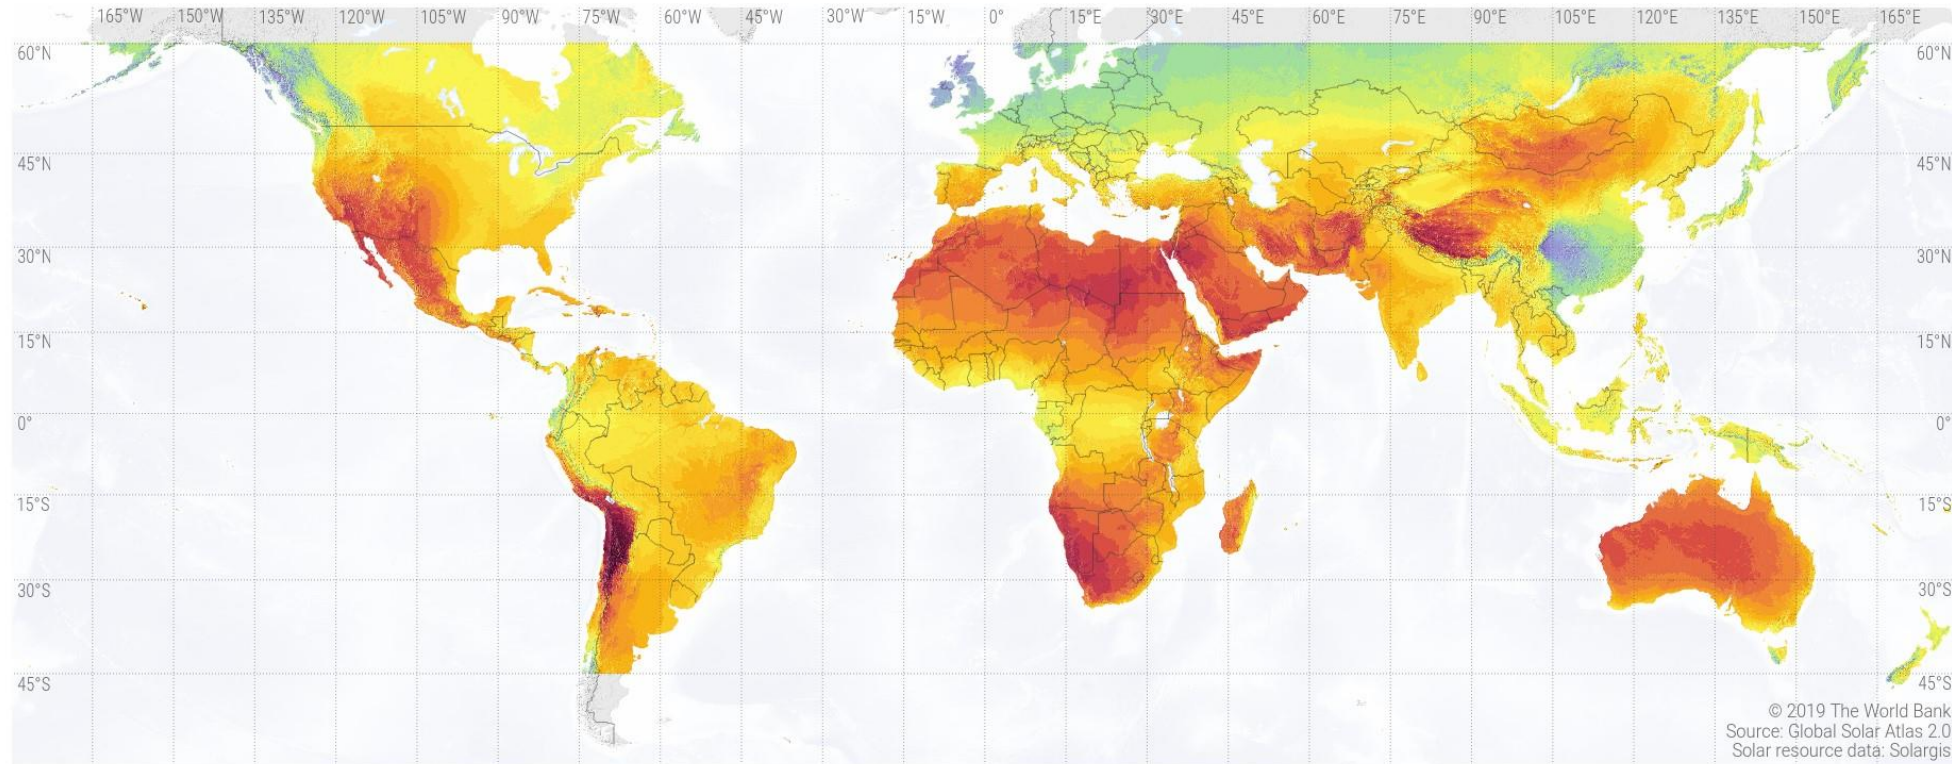 165°W 150°W 135°W 120°W 105°W 90°W 75°W 60°W 45°W 30°W 15°W 0° 15°E 30°E 45°E 60°E 75°E 90°E 105°E 120°E 135°E 150°E 165°E
60°N 60°N
45°N 45°N
30°N 30°N
15°N 15°N
0° 0°
15°S 15°S
30°S 30°S
45°S 45°S
© 2019 The World Bank
Source: Global Solar Atlas 2.0
Solar resource data: Solargis